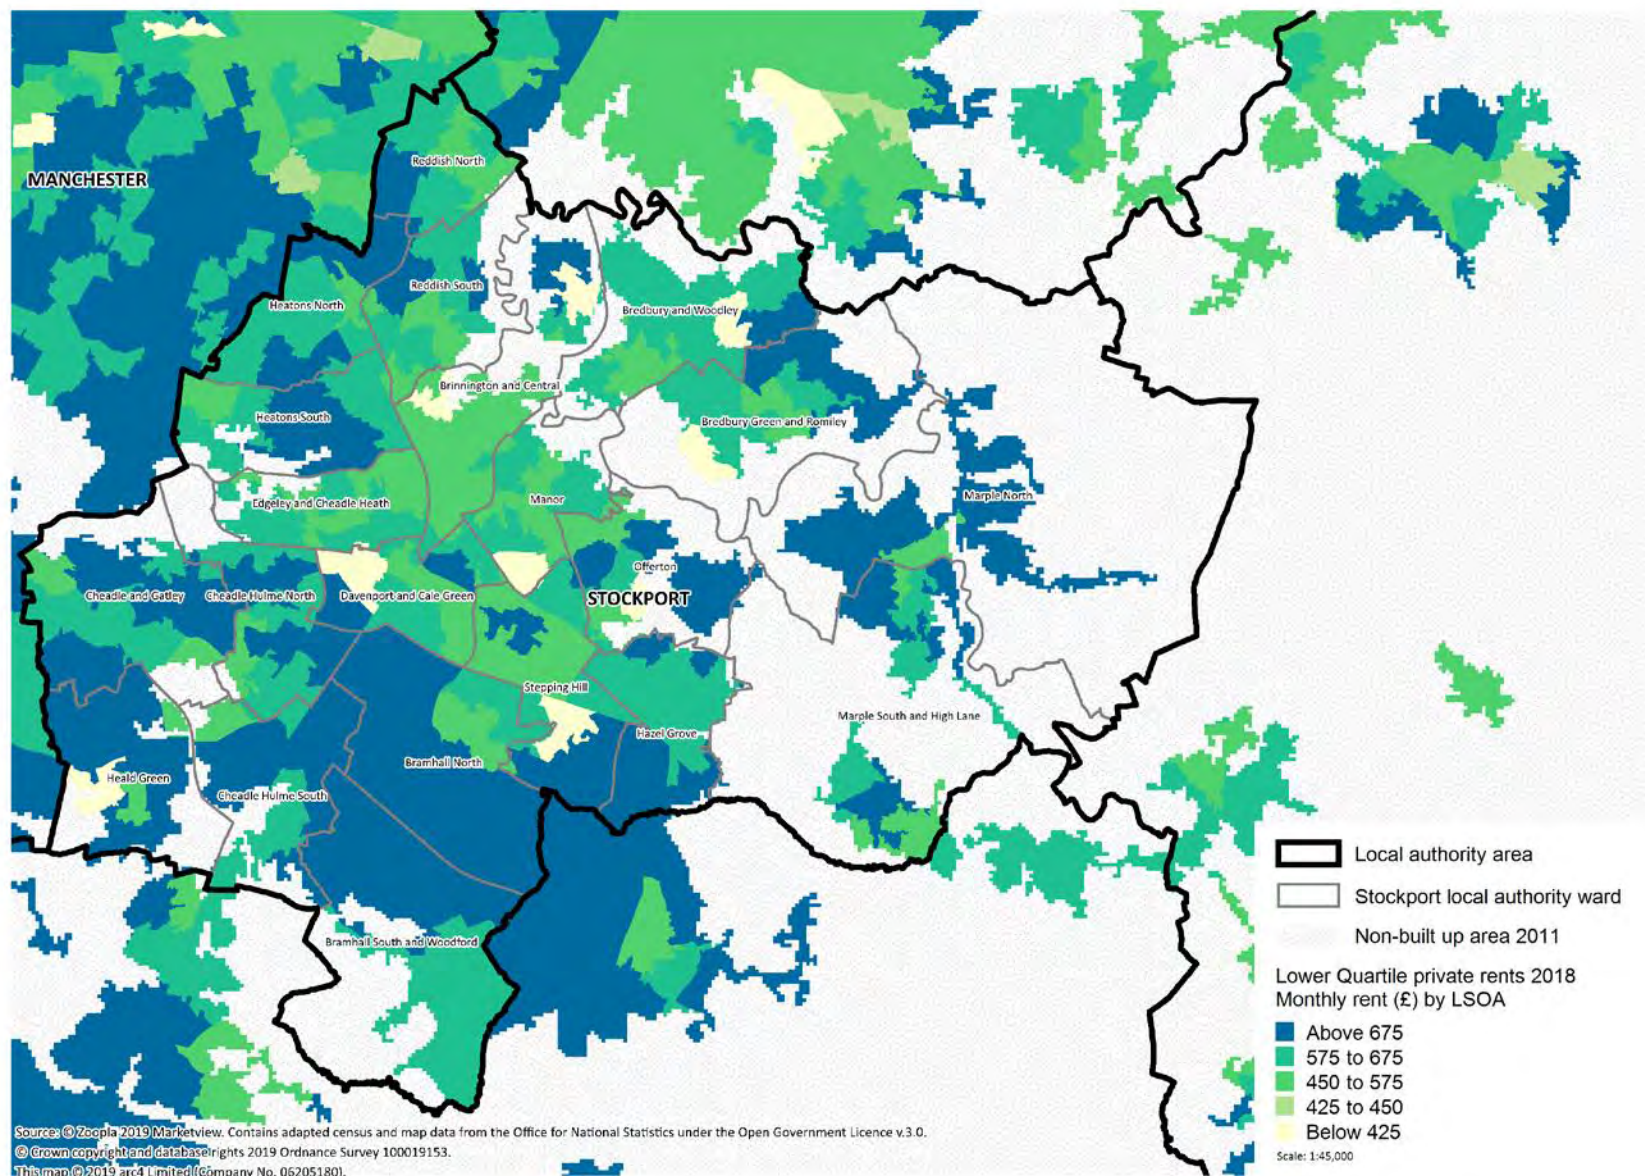 Reddish North
MANCHESTER
Reddish South
Heatons North
Bredbury and Woodley
Brinnington and Central
Heatons South
Bredbury Green and Romiley
Edgeley and Cheadle Heath
Manor
Marple North
Offerton
Cheadle and Gatley
Cheadle Hulme North
Davenport and Cale Green
STOCKPORT
Stepping Hill
Marple South and High Lane
Hazel Grove
Bramhall North
Heald Green
Cheadle Hulme South
Bramhall South and Woodford
Local authority area
Stockport local authority ward
Non-built up area 2011
Lower Quartile private rents 2018
Monthly rent (£) by LSOA
Above 675
575 to 675
450 to 575
425 to 450
Below 425
Scale: 1:45,000
Source: © Zoopla 2019 Marketview. Contains adapted census and map data from the Office for National Statistics under the Open Government Licence v.3.0.
© Crown copyright and database rights 2019 Ordnance Survey 100019153.
This map © 2019 arc4 Limited (Company No. 06205180).